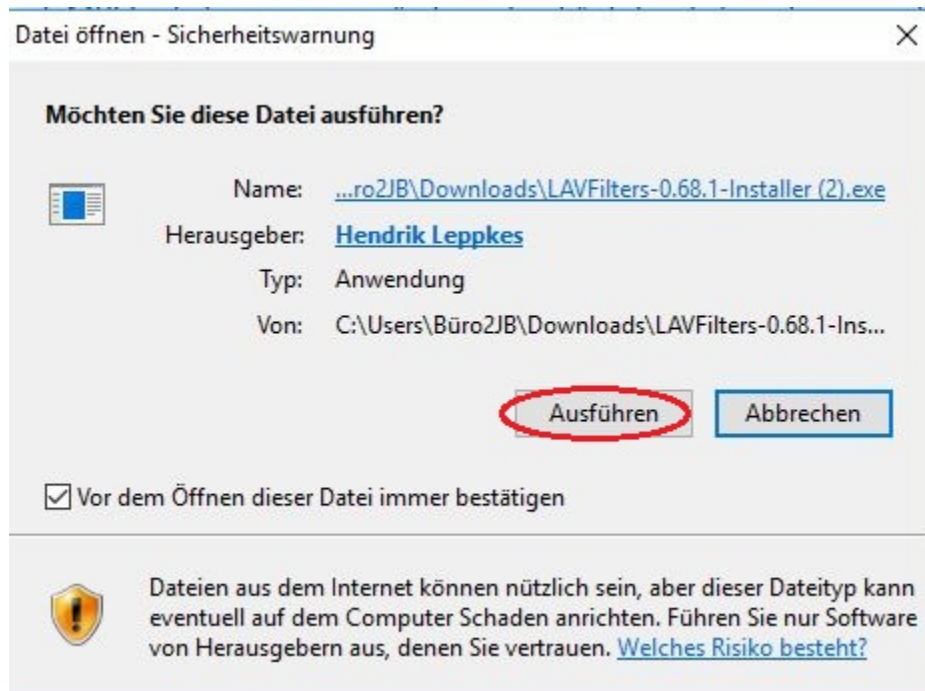 Datei öffnen - Sicherheitswarnung
Möchten Sie diese Datei ausführen?
Name: ...ro2JB\Downloads\LAVFilters-0.68.1-Installer (2).exe
Herausgeber: Hendrik Leppkes
Typ: Anwendung
Von: C:\Users\Büro2JB\Downloads\LAVFilters-0.68.1-Ins...
Ausführen Abbrechen
Vor dem Öffnen dieser Datei immer bestätigen
Dateien aus dem Internet können nützlich sein, aber dieser Dateityp kann
eventuell auf dem Computer Schaden anrichten. Führen Sie nur Software
von Herausgebern aus, denen Sie vertrauen. Welches Risiko besteht?